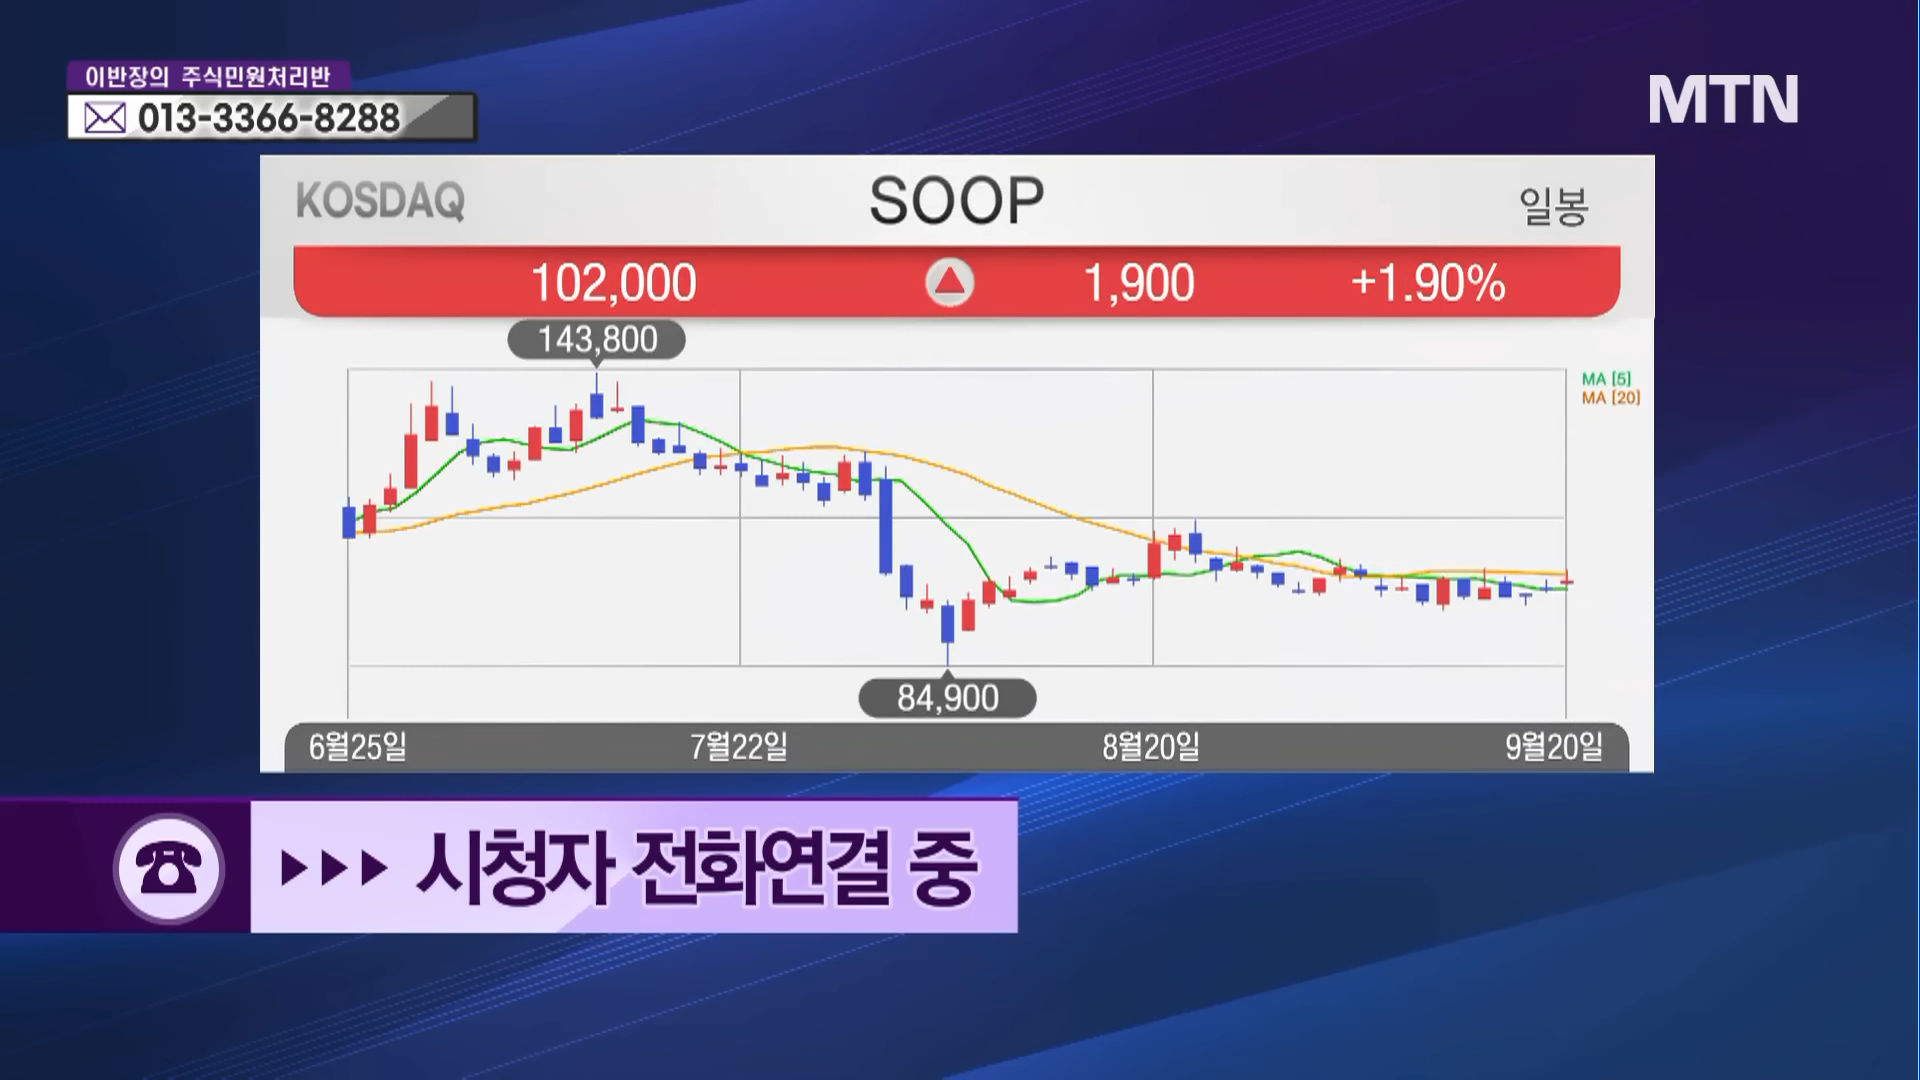 이반장의 주식민원처리반
013-3366-8288
MTN
KOSDAQ
SOOP
일봉
102,000 ▲ 1,900 +1.90%
143,800
MA [5]
MA [20]
84,900
6월25일 7월22일 8월20일 9월20일
▶▶▶ 시청자 전화연결 중